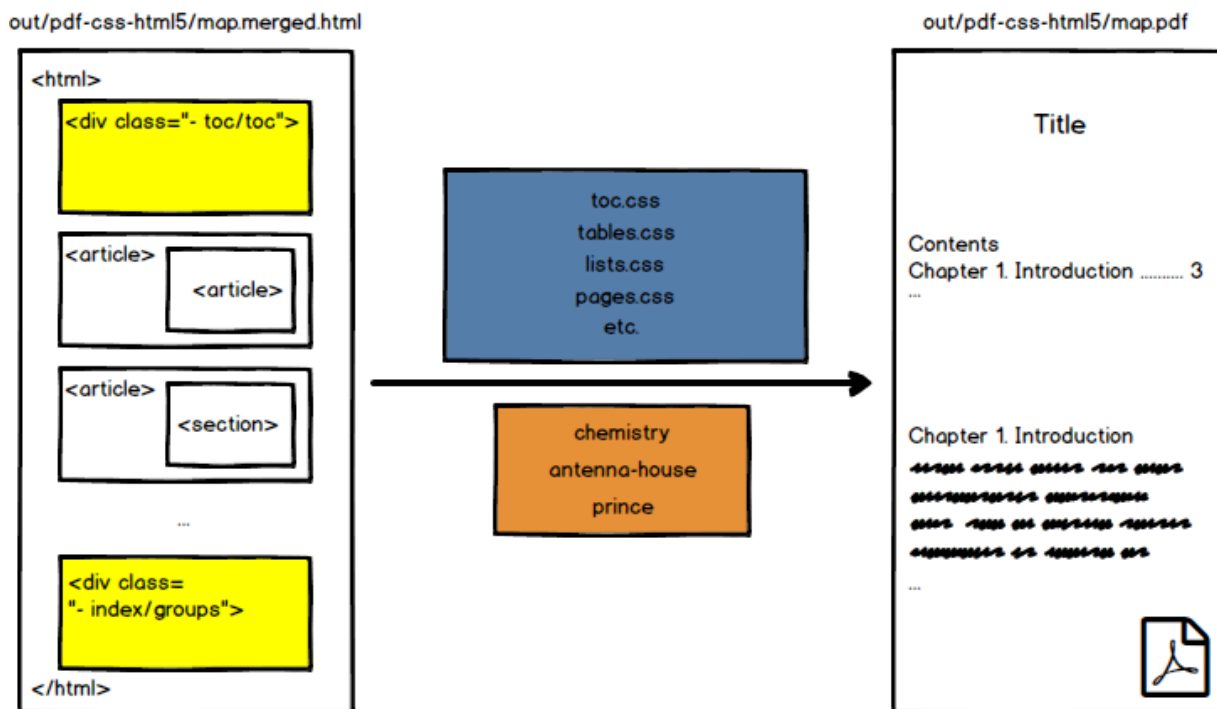 out/pdf-css-html5/map.merged.html
<html>
<div class="- toc/toc">
<article>
<article>
<article>
<section>
...
<div class=
"- index/groups">
</html>
toc.css
tables.css
lists.css
pages.css
etc.
chemistry
antenna-house
prince
out/pdf-css-html5/map.pdf
Title
Contents
Chapter 1. Introduction .......... 3
...
Chapter 1. Introduction
...